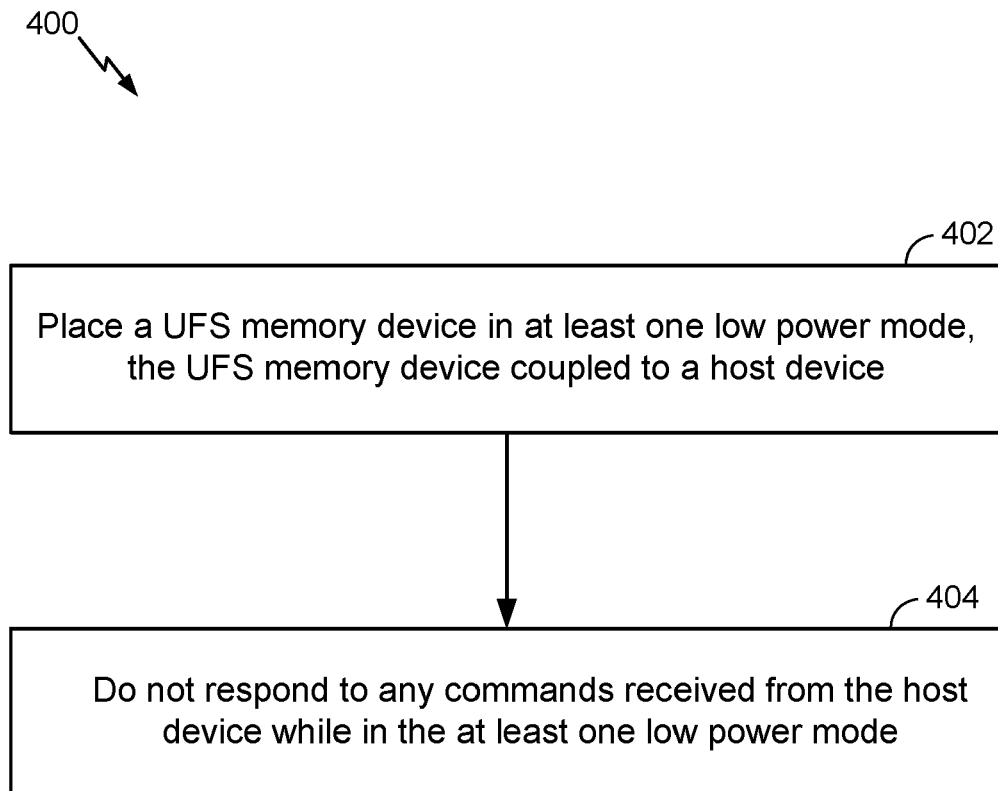 400
402
Place a UFS memory device in at least one low power mode,
the UFS memory device coupled to a host device
404
Do not respond to any commands received from the host
device while in the at least one low power mode